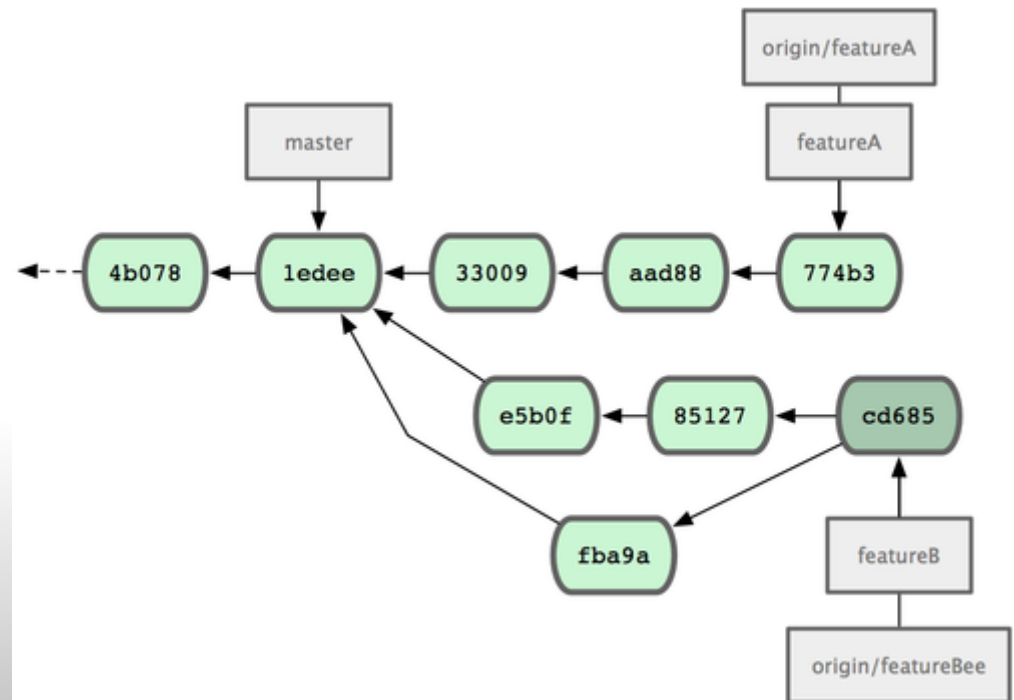 origin/featureA
master
featureA
4b078
1edee
33009
aad88
774b3
e5b0f
85127
cd685
fba9a
featureB
origin/featureBee